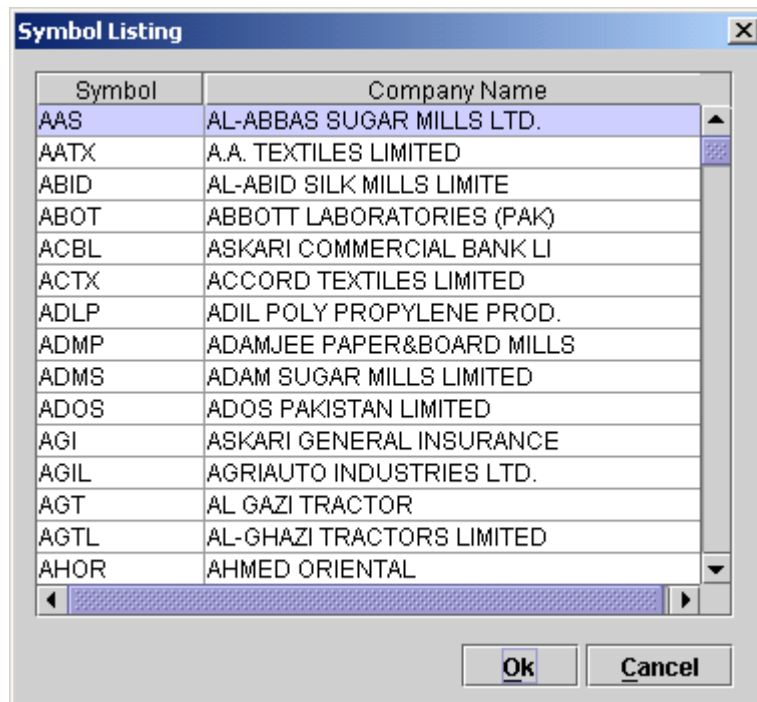 Symbol Listing
Symbol Company Name
AAS AL-ABBAS SUGAR MILLS LTD.
AATX A.A. TEXTILES LIMITED
ABID AL-ABID SILK MILLS LIMITE
ABOT ABBOTT LABORATORIES (PAK)
ACBL ASKARI COMMERCIAL BANK LI
ACTX ACCORD TEXTILES LIMITED
ADLP ADIL POLY PROPYLENE PROD.
ADMP ADAMJEE PAPER&BOARD MILLS
ADMS ADAM SUGAR MILLS LIMITED
ADOS ADOS PAKISTAN LIMITED
AGI ASKARI GENERAL INSURANCE
AGIL AGRIAUTO INDUSTRIES LTD.
AGT AL GAZI TRACTOR
AGTL AL-GHAZI TRACTORS LIMITED
AHOR AHMED ORIENTAL
Ok Cancel